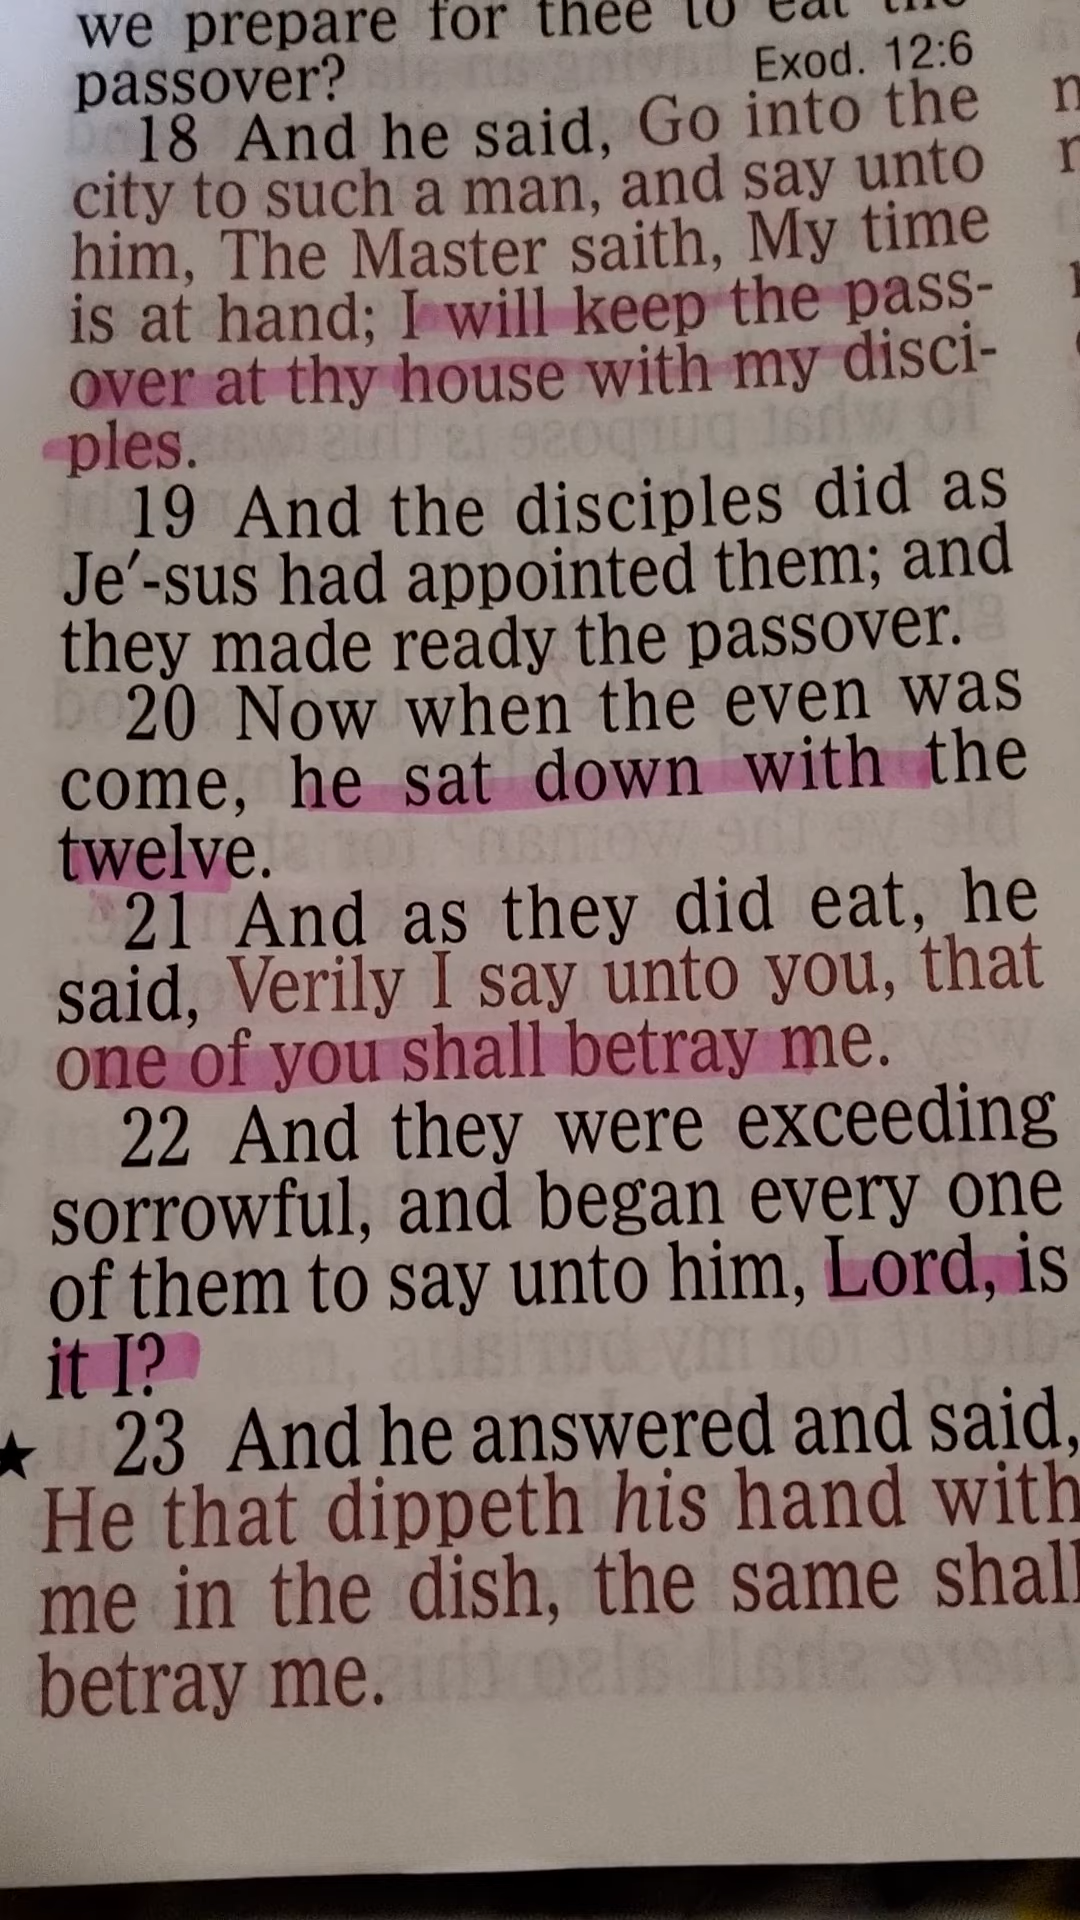 we prepare for thee to eat the
passover? Exod. 12:6
18 And he said, Go into the
city to such a man, and say unto
him, The Master saith, My time
is at hand; I will keep the pass-
over at thy house with my disci-
ples.
19 And the disciples did as
Je′-sus had appointed them; and
they made ready the passover.
20 Now when the even was
come, he sat down with the
twelve.
21 And as they did eat, he
said, Verily I say unto you, that
one of you shall betray me.
22 And they were exceeding
sorrowful, and began every one
of them to say unto him, Lord, is
it I?
★ 23 And he answered and said,
He that dippeth his hand with
me in the dish, the same shall
betray me.